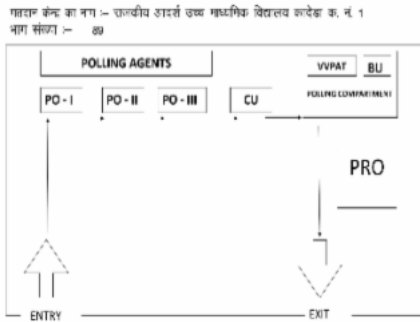 मतदान केन्द्र का नाम :– राजकीय आदर्श उच्च माध्यमिक विद्यालय कादेडा क. नं. 1
भाग संख्या :– 89
POLLING AGENTS
VVPAT BU
POLLING COMPARTMENT
PO - I PO - II PO - III CU
PRO
ENTRY EXIT